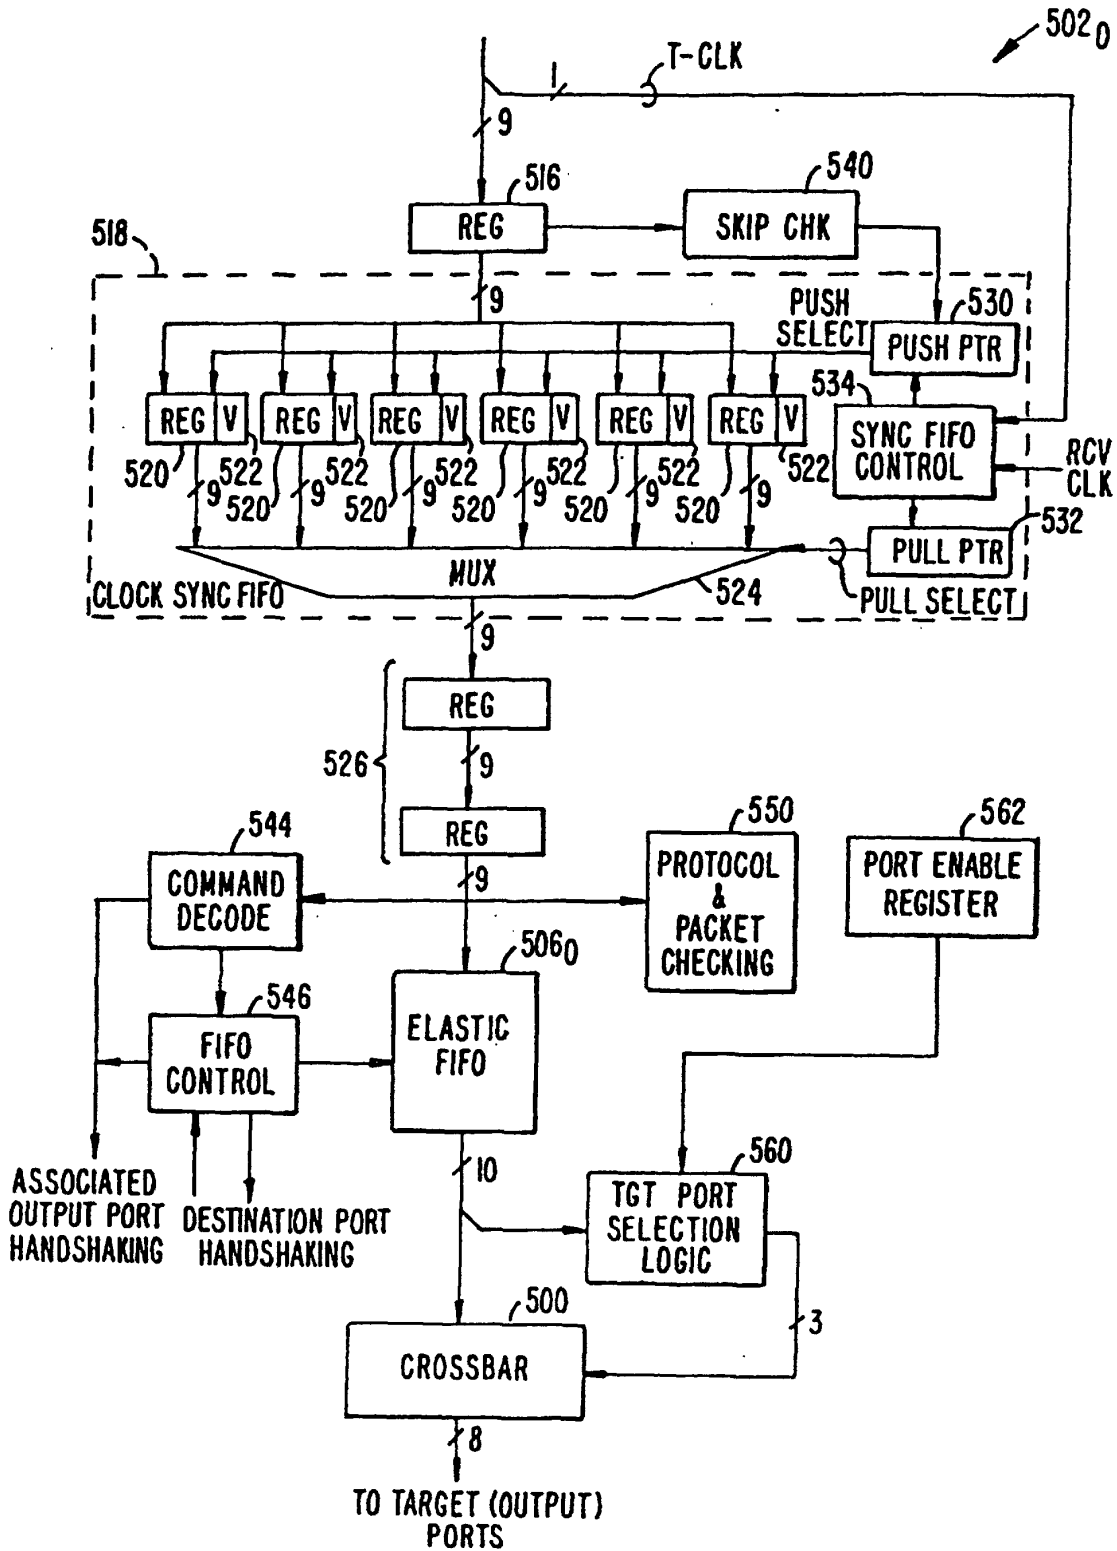 502₀
T-CLK
1
9
516
540
REG
SKIP CHK
518
9
PUSH
SELECT
530
PUSH PTR
534
REG V REG V REG V REG V REG V REG V
SYNC FIFO
CONTROL
RCV
CLK
520 522 522 522 522 522 522
9 9 9 9 9 9
520 520 520 520 520
532
PULL PTR
MUX
524
CLOCK SYNC FIFO
PULL SELECT
9
REG
526
9
REG
9
544
COMMAND
DECODE
550
PROTOCOL
&
PACKET
CHECKING
562
PORT ENABLE
REGISTER
506₀
546
ELASTIC
FIFO
FIFO
CONTROL
10
560
TGT PORT
SELECTION
LOGIC
ASSOCIATED
OUTPUT PORT
HANDSHAKING
DESTINATION PORT
HANDSHAKING
500
3
CROSSBAR
8
TO TARGET (OUTPUT)
PORTS